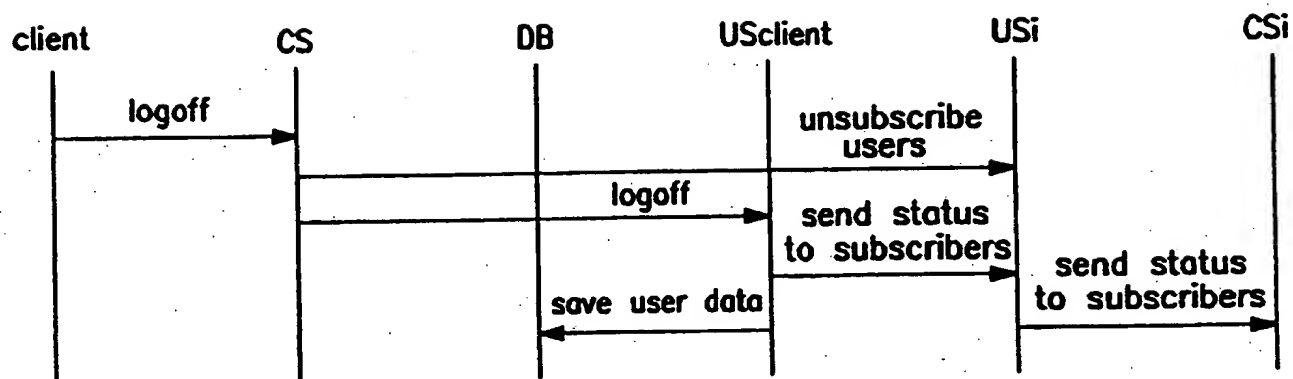 client
CS
DB
USclient
USi
CSi
logoff
unsubscribe
users
logoff
send status
to subscribers
send status
to subscribers
save user data